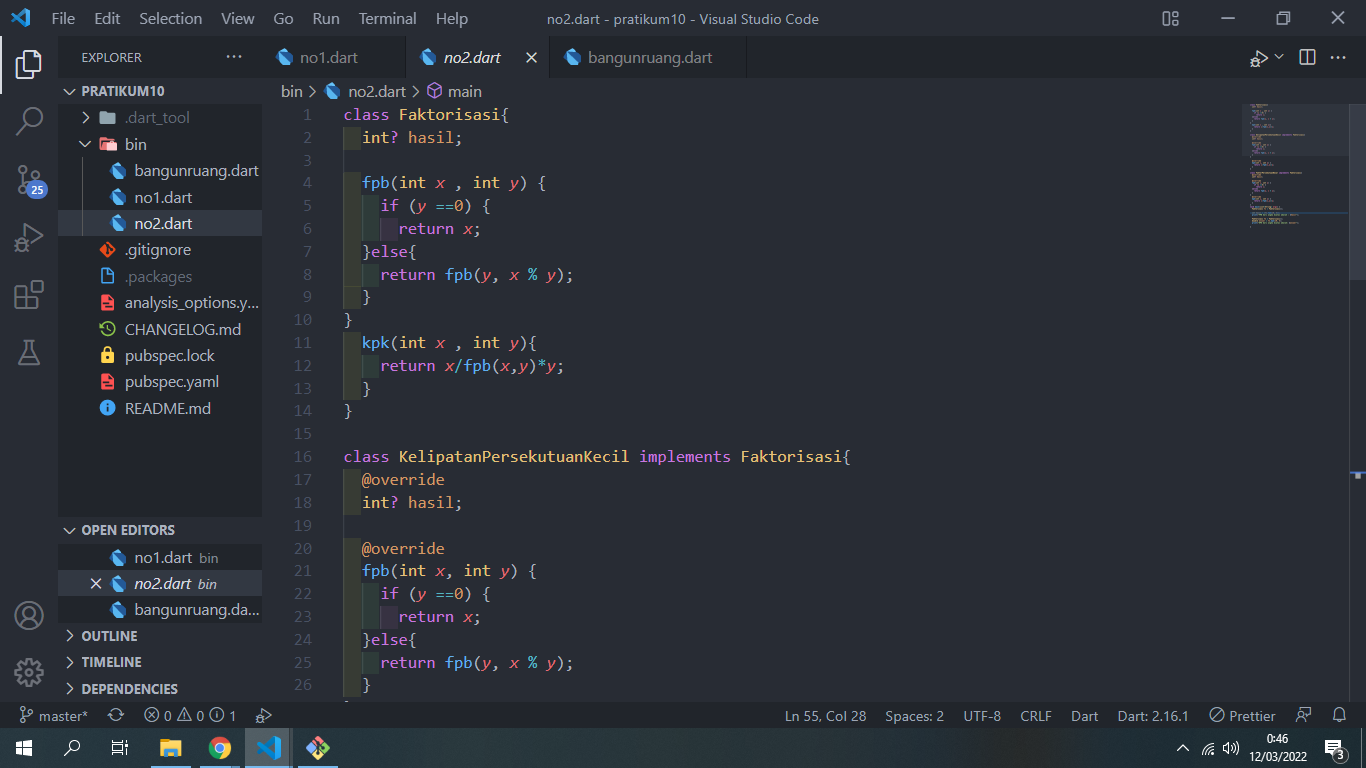 File Edit Selection View Go Run Terminal Help no2.dart - pratikum10 - Visual Studio Code
EXPLORER ···
no1.dart
no2.dart
bangunruang.dart
PRATIKUM10
.dart_tool
bin
bangunruang.dart
no1.dart
no2.dart
.gitignore
.packages
analysis_options.y...
CHANGELOG.md
pubspec.lock
pubspec.yaml
README.md
25
OPEN EDITORS
no1.dart bin
no2.dart bin
bangunruang.da...
OUTLINE
TIMELINE
DEPENDENCIES
bin > no2.dart > main
1 class Faktorisasi{
2 int? hasil;
3
4 fpb(int x , int y) {
5 if (y ==0) {
6 return x;
7 }else{
8 return fpb(y, x % y);
9 }
10 }
11 kpk(int x , int y){
12 return x/fpb(x,y)*y;
13 }
14 }
15
16 class KelipatanPersekutuanKecil implements Faktorisasi{
17 @override
18 int? hasil;
19
20 @override
21 fpb(int x, int y) {
22 if (y ==0) {
23 return x;
24 }else{
25 return fpb(y, x % y);
26 }
master* 0 0 1 Ln 55, Col 28 Spaces: 2 UTF-8 CRLF Dart Dart: 2.16.1 Prettier
0:46
12/03/2022
3